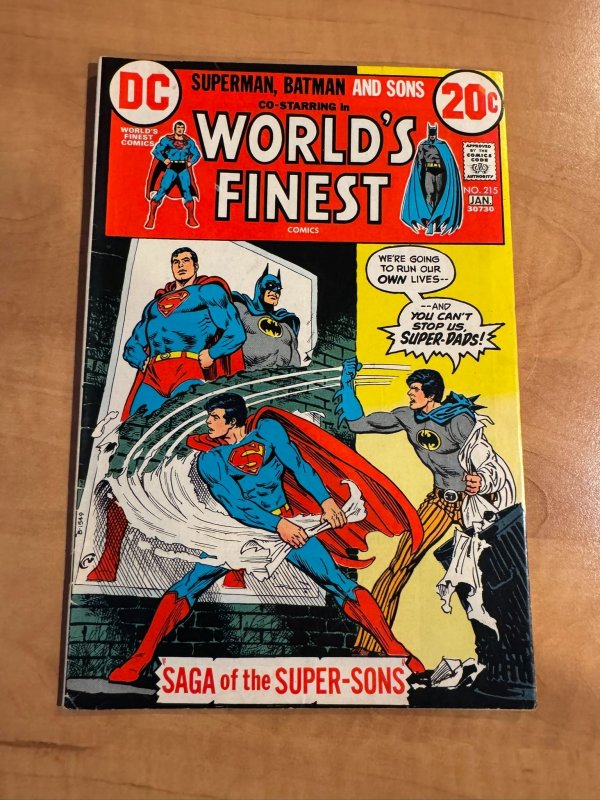 DC
SUPERMAN, BATMAN AND SONS
CO-STARRING in
20¢
WORLD'S
FINEST
COMICS
WORLD'S
FINEST
COMICS
APPROVED
BY THE
COMICS
CODE
AUTHORITY
NO. 215
JAN.
30730
WE'RE GOING
TO RUN OUR
OWN LIVES--
--AND
YOU CAN'T
STOP US,
SUPER-DADS!
B-1549
"SAGA of the SUPER-SONS"